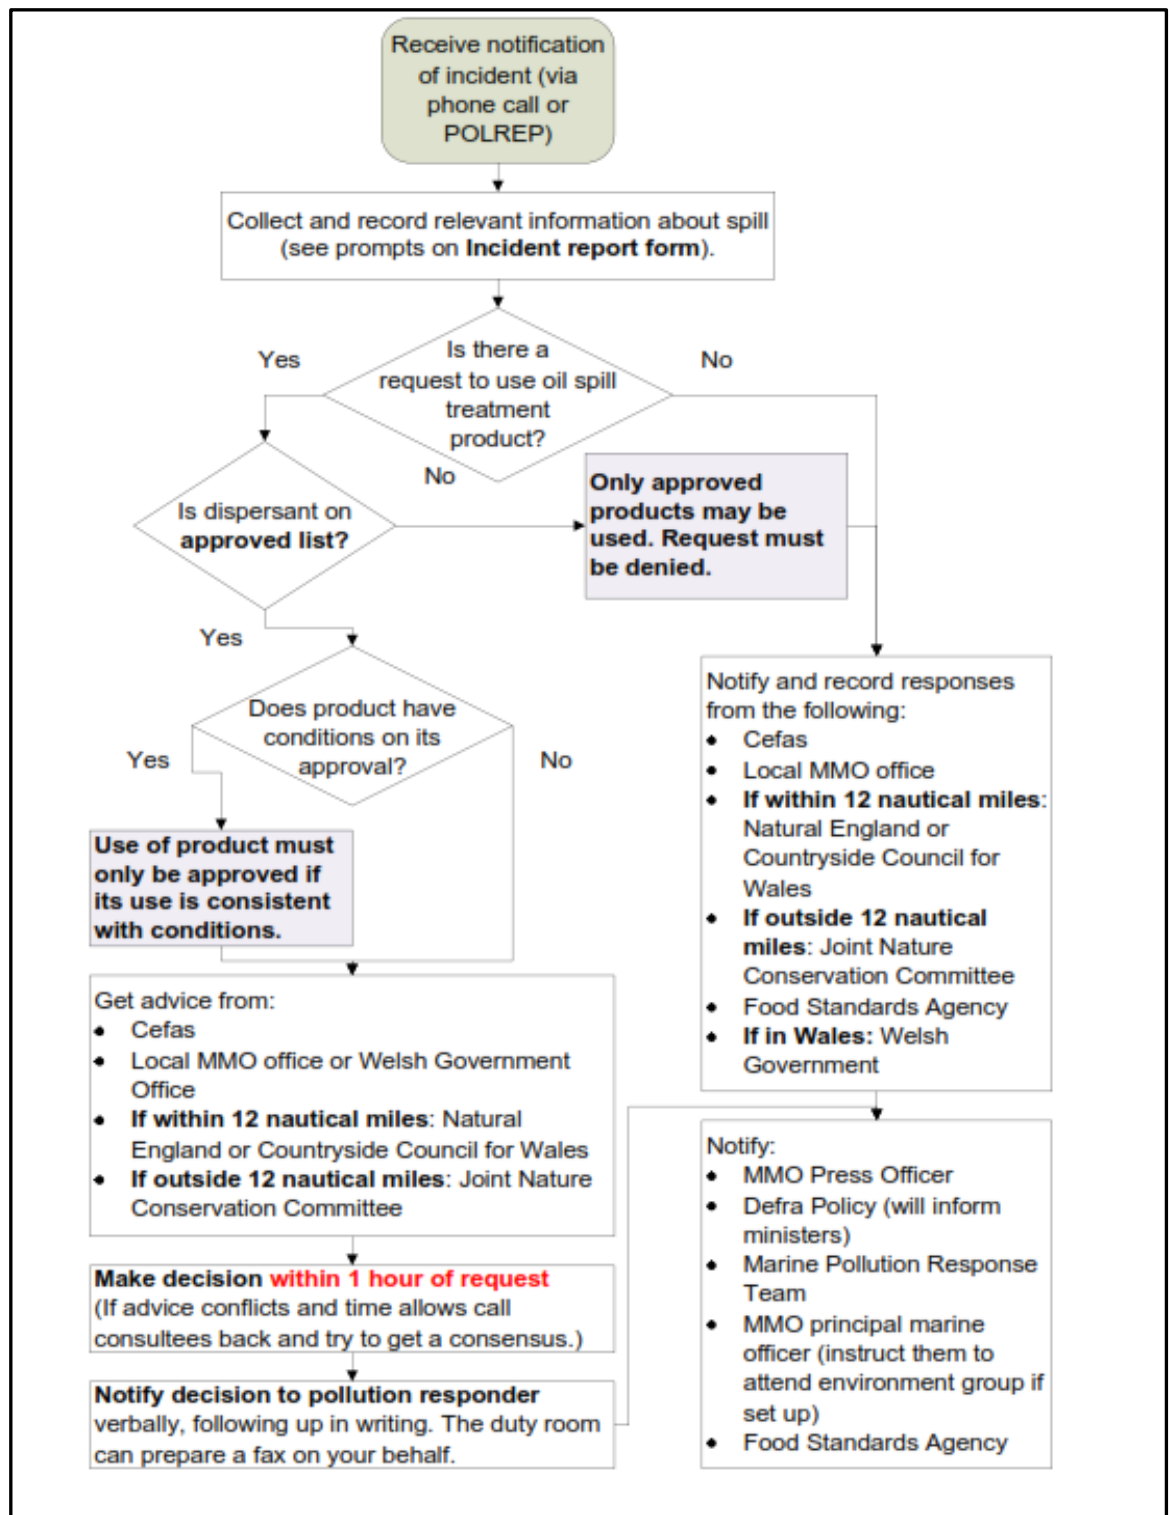 Receive notification
of incident (via
phone call or
POLREP)
Collect and record relevant information about spill
(see prompts on Incident report form).
Is there a
request to use oil spill
treatment
product?
Yes
No
Is dispersant on
approved list?
No
Only approved
products may be
used. Request must
be denied.
Yes
Does product have
conditions on its
approval?
Yes
No
Use of product must
only be approved if
its use is consistent
with conditions.
Get advice from:
• Cefas
• Local MMO office or Welsh Government
Office
• If within 12 nautical miles: Natural
England or Countryside Council for Wales
• If outside 12 nautical miles: Joint Nature
Conservation Committee
Make decision within 1 hour of request
(If advice conflicts and time allows call
consultees back and try to get a consensus.)
Notify decision to pollution responder
verbally, following up in writing. The duty room
can prepare a fax on your behalf.
Notify and record responses
from the following:
• Cefas
• Local MMO office
• If within 12 nautical miles:
Natural England or
Countryside Council for
Wales
• If outside 12 nautical
miles: Joint Nature
Conservation Committee
• Food Standards Agency
• If in Wales: Welsh
Government
Notify:
• MMO Press Officer
• Defra Policy (will inform
ministers)
• Marine Pollution Response
Team
• MMO principal marine
officer (instruct them to
attend environment group if
set up)
• Food Standards Agency